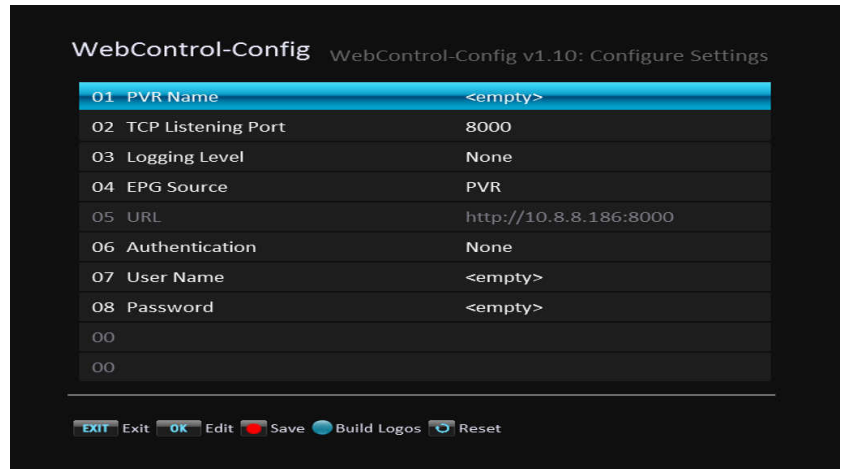 WebControl-Config WebControl-Config v1.10: Configure Settings
01 PVR Name <empty>
02 TCP Listening Port 8000
03 Logging Level None
04 EPG Source PVR
05 URL http://10.8.8.186:8000
06 Authentication None
07 User Name <empty>
08 Password <empty>
00
00
EXIT Exit OK Edit Save Build Logos Reset